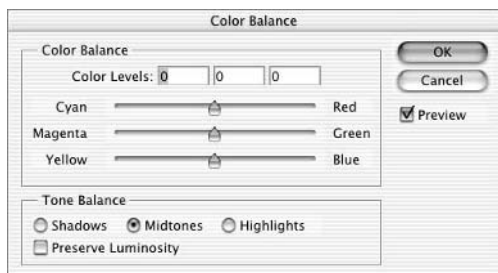 Color Balance
Color Balance
Color Levels: 0 0 0
Cyan Red
Magenta Green
Yellow Blue
Tone Balance
Shadows Midtones Highlights
Preserve Luminosity
OK
Cancel
Preview